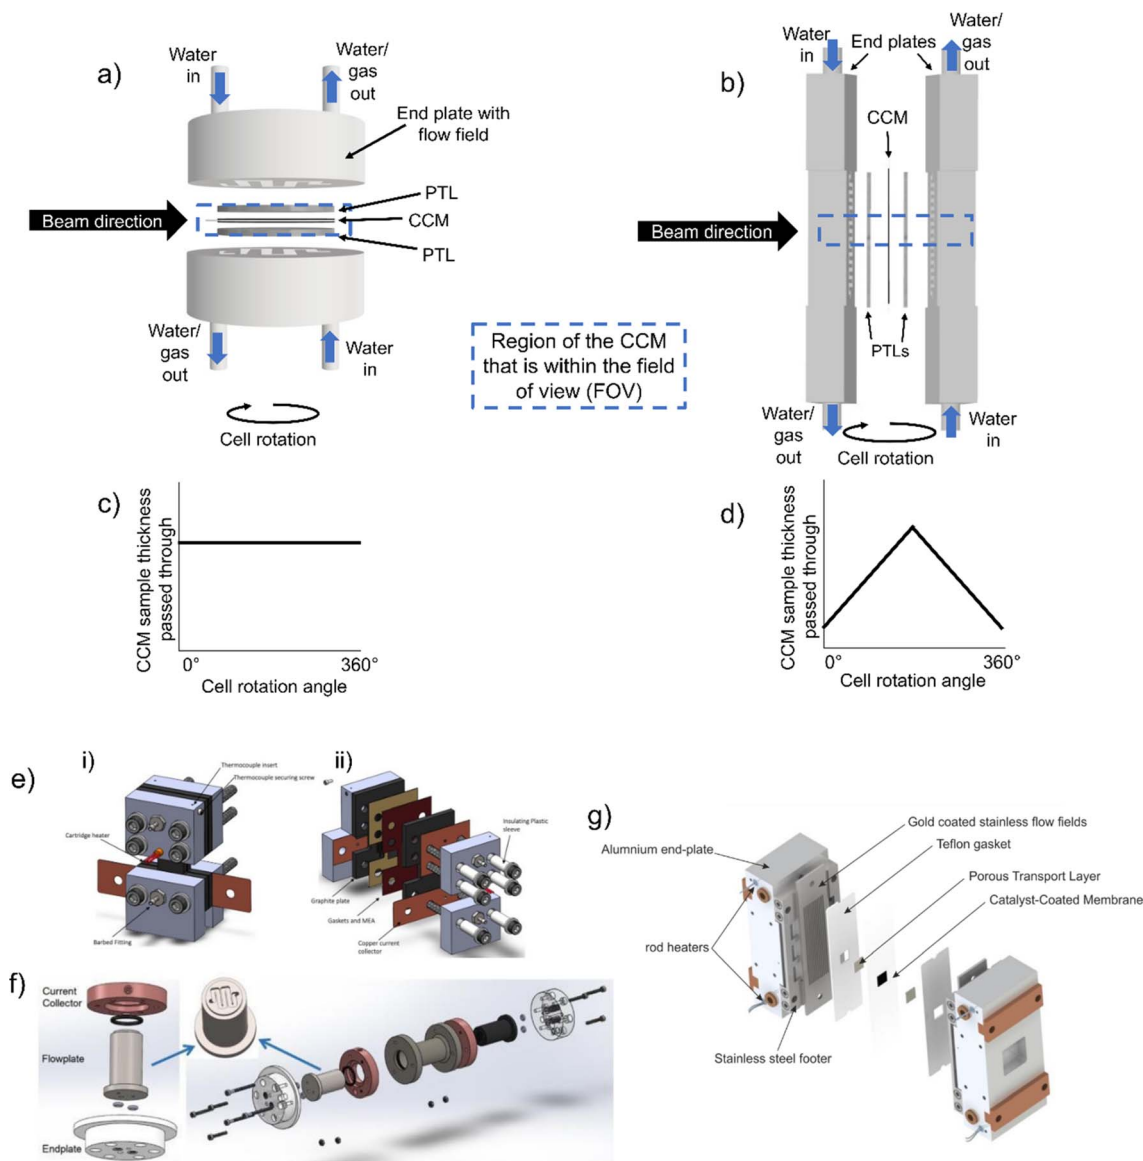 a)
Water
in
Water/
gas
out
End plate with
flow field
PTL
CCM
PTL
Beam direction
Water/
gas
out
Water
in
Cell rotation
b)
Water
in
End plates
Water/
gas
out
CCM
Beam direction
PTLs
Water/
gas
out
Water
in
Cell rotation
Region of the CCM
that is within the field
of view (FOV)
c)
CCM sample thickness
passed through
0°
360°
Cell rotation angle
d)
CCM sample thickness
passed through
0°
360°
Cell rotation angle
e)
i)
Thermocouple insert
Thermocouple securing screw
Cartridge heater
Barbed Fitting
ii)
Insulating Plastic
sleeve
Graphite plate
Gaskets and MEA
Copper current
collector
f)
Current
Collector
Flowplate
Endplate
g)
Gold coated stainless flow fields
Alumnium end-plate
Teflon gasket
Porous Transport Layer
Catalyst-Coated Membrane
rod heaters
Stainless steel footer